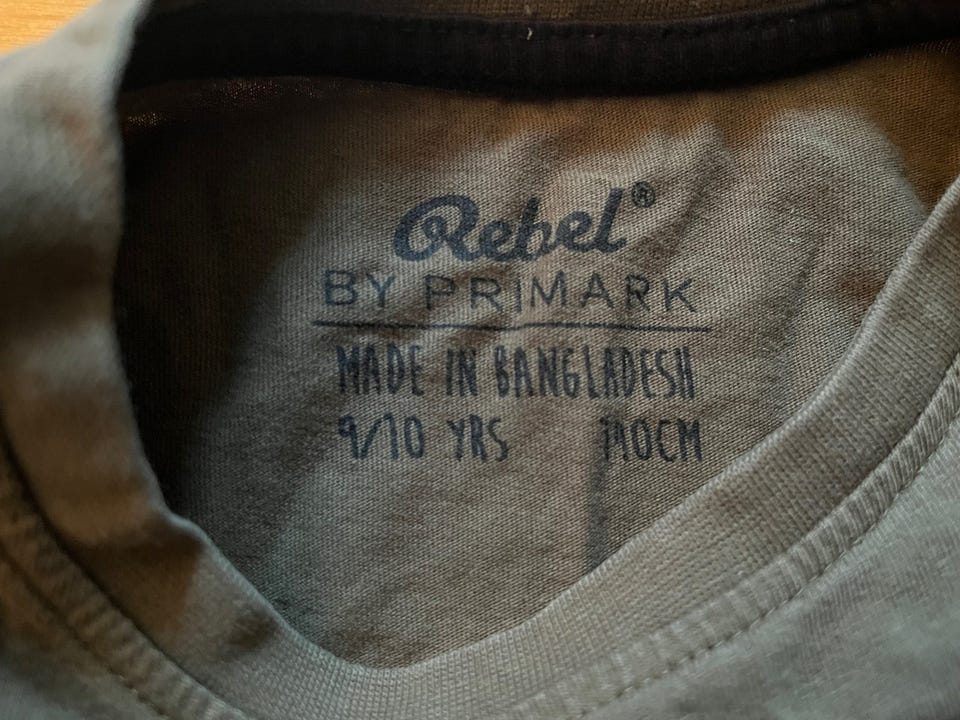 Rebel®
BY PRIMARK
MADE IN BANGLADESH
9/10 YRS 140CM